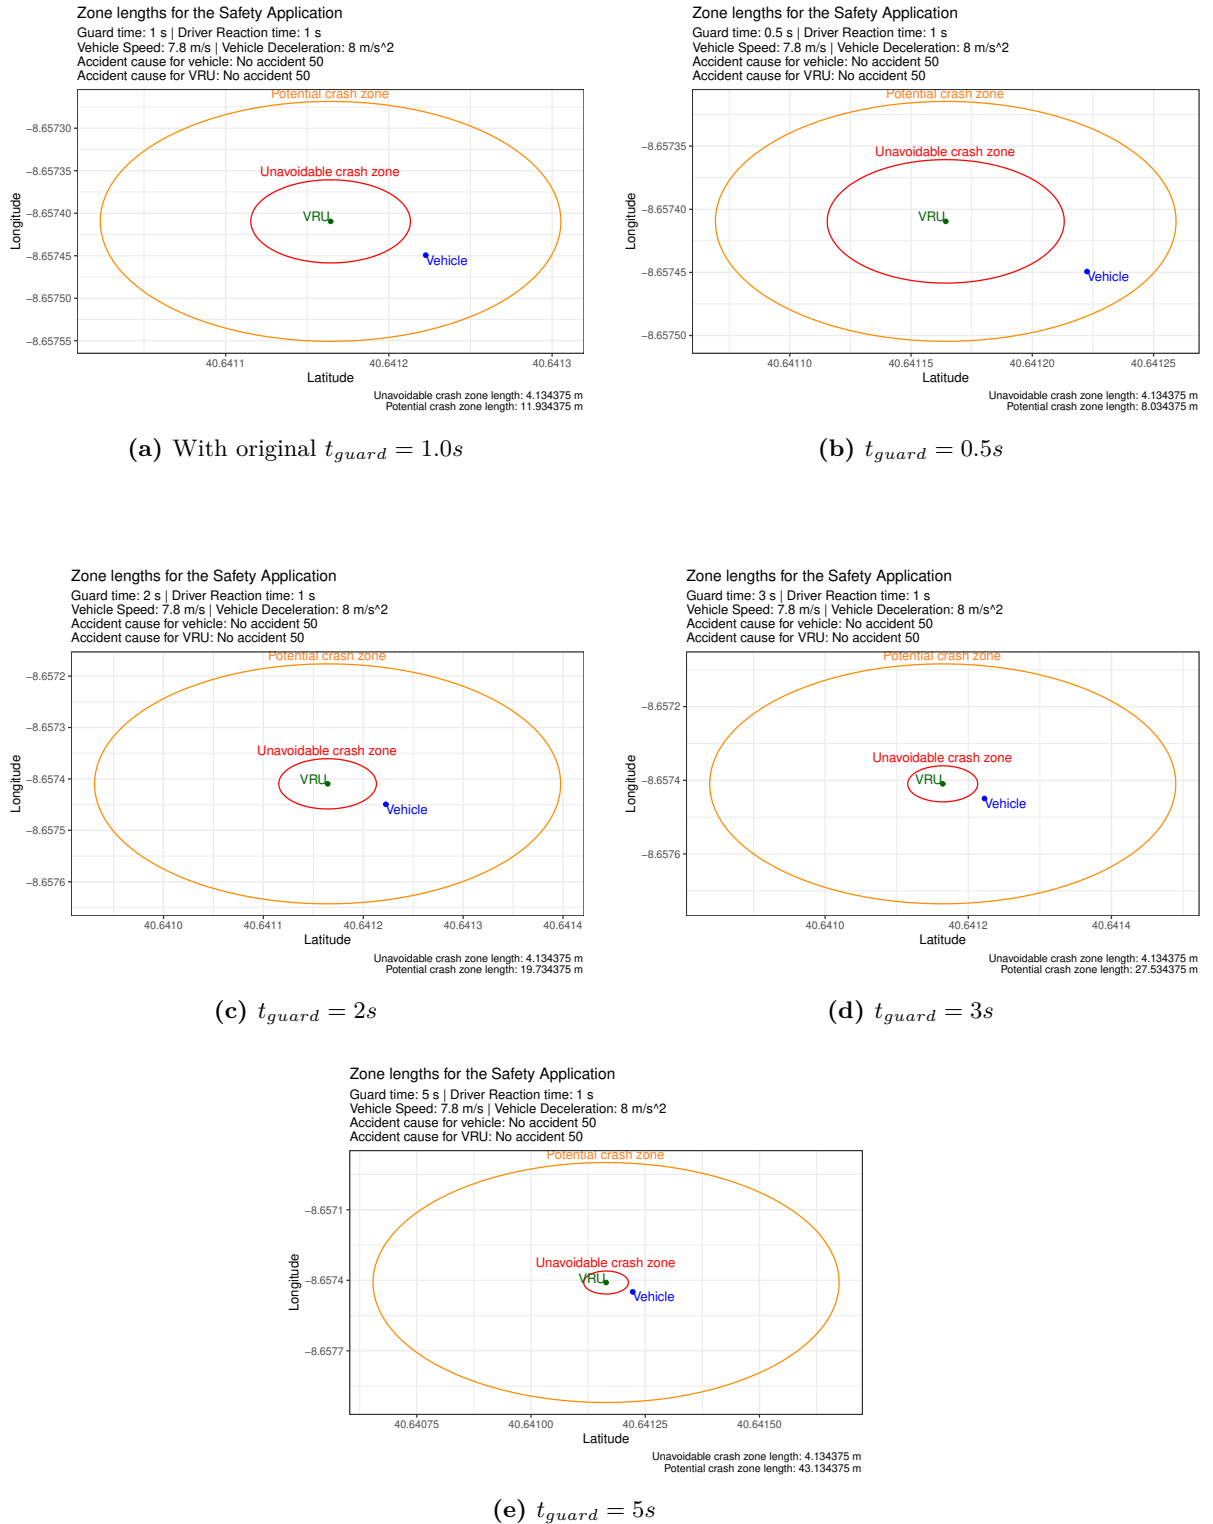 Zone lengths for the Safety Application
Guard time: 1 s | Driver Reaction time: 1 s
Vehicle Speed: 7.8 m/s | Vehicle Deceleration: 8 m/s^2
Accident cause for vehicle: No accident 50
Accident cause for VRU: No accident 50
Potential crash zone
Unavoidable crash zone
VRU
Vehicle
−8.65730
−8.65735
−8.65740
−8.65745
−8.65750
−8.65755
Longitude
40.6411
40.6412
40.6413
Latitude
Unavoidable crash zone length: 4.134375 m
Potential crash zone length: 11.934375 m
(a) With original t_guard = 1.0s
Zone lengths for the Safety Application
Guard time: 0.5 s | Driver Reaction time: 1 s
Vehicle Speed: 7.8 m/s | Vehicle Deceleration: 8 m/s^2
Accident cause for vehicle: No accident 50
Accident cause for VRU: No accident 50
Potential crash zone
Unavoidable crash zone
VRU
Vehicle
−8.65735
−8.65740
−8.65745
−8.65750
Longitude
40.64110
40.64115
40.64120
40.64125
Latitude
Unavoidable crash zone length: 4.134375 m
Potential crash zone length: 8.034375 m
(b) t_guard = 0.5s
Zone lengths for the Safety Application
Guard time: 2 s | Driver Reaction time: 1 s
Vehicle Speed: 7.8 m/s | Vehicle Deceleration: 8 m/s^2
Accident cause for vehicle: No accident 50
Accident cause for VRU: No accident 50
Potential crash zone
Unavoidable crash zone
VRU
Vehicle
−8.6572
−8.6573
−8.6574
−8.6575
−8.6576
Longitude
40.6410
40.6411
40.6412
40.6413
40.6414
Latitude
Unavoidable crash zone length: 4.134375 m
Potential crash zone length: 19.734375 m
(c) t_guard = 2s
Zone lengths for the Safety Application
Guard time: 3 s | Driver Reaction time: 1 s
Vehicle Speed: 7.8 m/s | Vehicle Deceleration: 8 m/s^2
Accident cause for vehicle: No accident 50
Accident cause for VRU: No accident 50
Potential crash zone
Unavoidable crash zone
VRU
Vehicle
−8.6572
−8.6574
−8.6576
Longitude
40.6410
40.6412
40.6414
Latitude
Unavoidable crash zone length: 4.134375 m
Potential crash zone length: 27.534375 m
(d) t_guard = 3s
Zone lengths for the Safety Application
Guard time: 5 s | Driver Reaction time: 1 s
Vehicle Speed: 7.8 m/s | Vehicle Deceleration: 8 m/s^2
Accident cause for vehicle: No accident 50
Accident cause for VRU: No accident 50
Potential crash zone
Unavoidable crash zone
VRU
Vehicle
−8.6571
−8.6574
−8.6577
Longitude
40.64075
40.64100
40.64125
40.64150
Latitude
Unavoidable crash zone length: 4.134375 m
Potential crash zone length: 43.134375 m
(e) t_guard = 5s